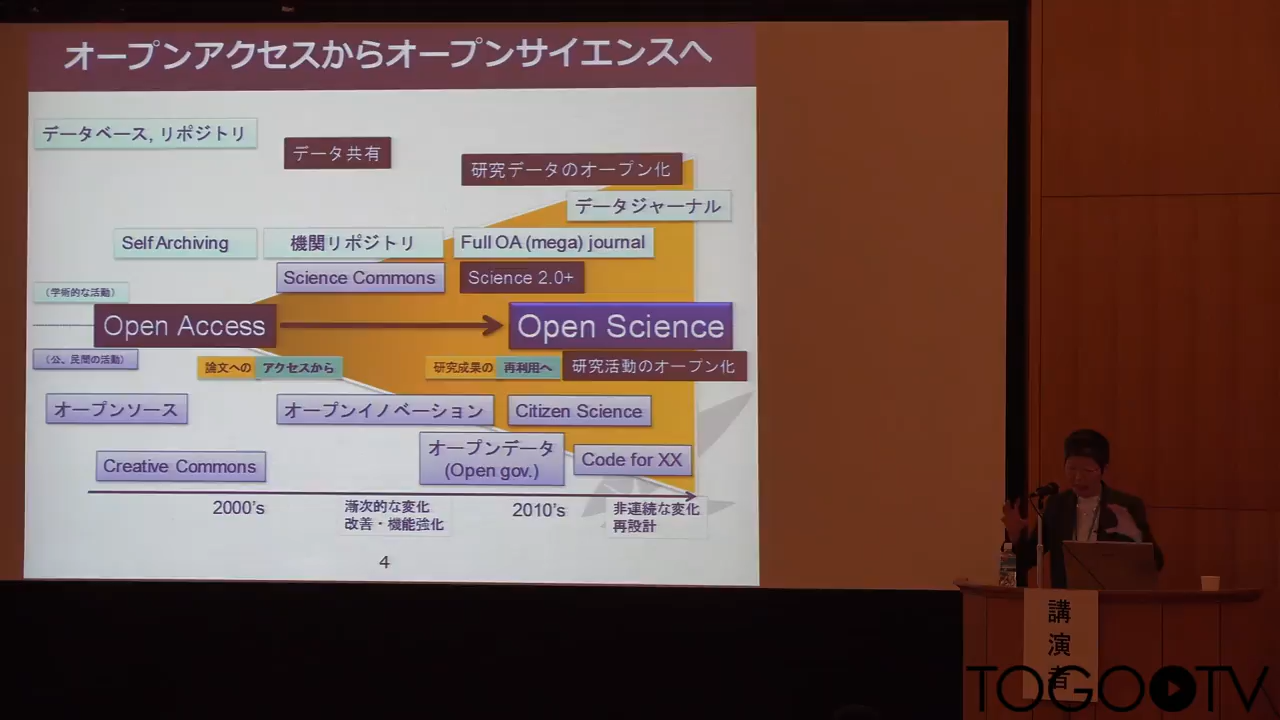 オープンアクセスからオープンサイエンスへ
データベース, リポジトリ
データ共有
研究データのオープン化
データジャーナル
Self Archiving
機関リポジトリ
Full OA (mega) journal
Science Commons
Science 2.0+
（学術的な活動）
Open Access
Open Science
（公、民間の活動）
論文への アクセスから
研究成果の 再利用へ
研究活動のオープン化
オープンソース
オープンイノベーション
Citizen Science
オープンデータ
(Open gov.)
Code for XX
Creative Commons
2000's
漸次的な変化
改善・機能強化
2010's
非連続な変化
再設計
4
講演者
TOGOTV